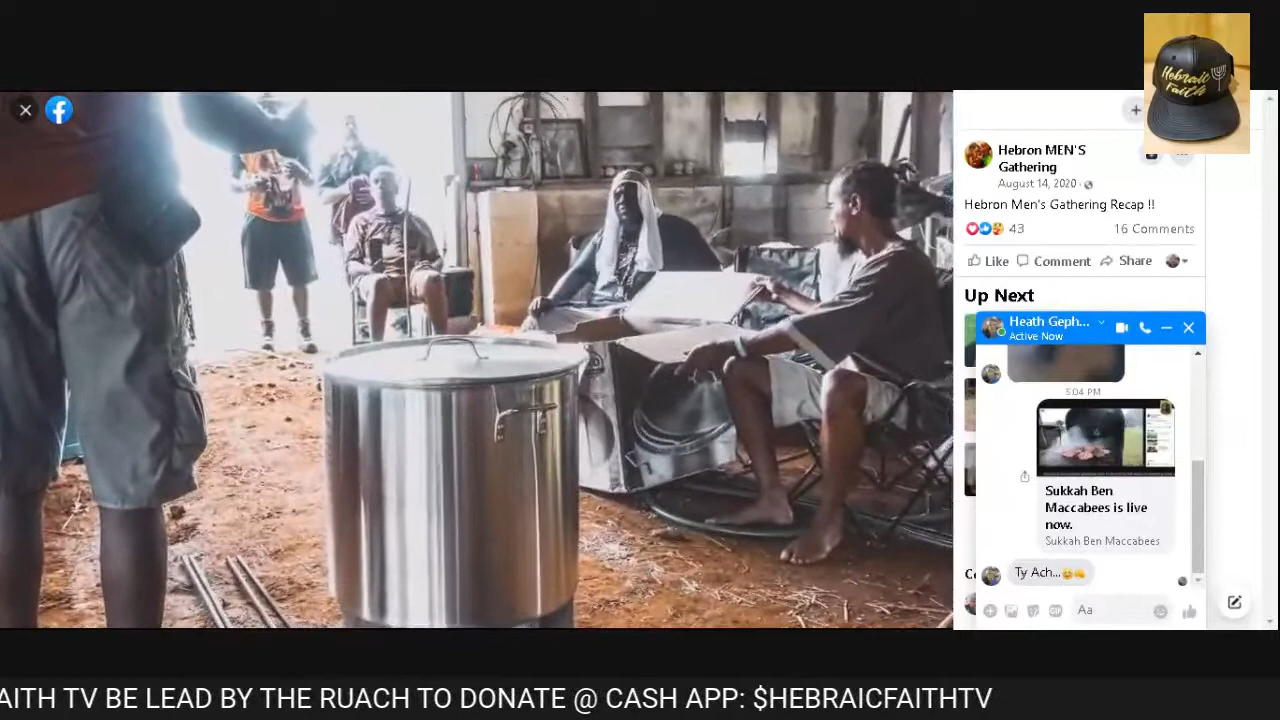 Hebraic
Faith
Hebron MEN'S
Gathering
August 14, 2020
Hebron Men's Gathering Recap !!
43
16 Comments
Like
Comment
Share
Up Next
Heath Geph...
Active Now
5:04 PM
Sukkah Ben
Maccabees is live
now.
Sukkah Ben Maccabees
Ty Ach...
GIF
Aa
AITH TV BE LEAD BY THE RUACH TO DONATE @ CASH APP: $HEBRAICFAITHTV